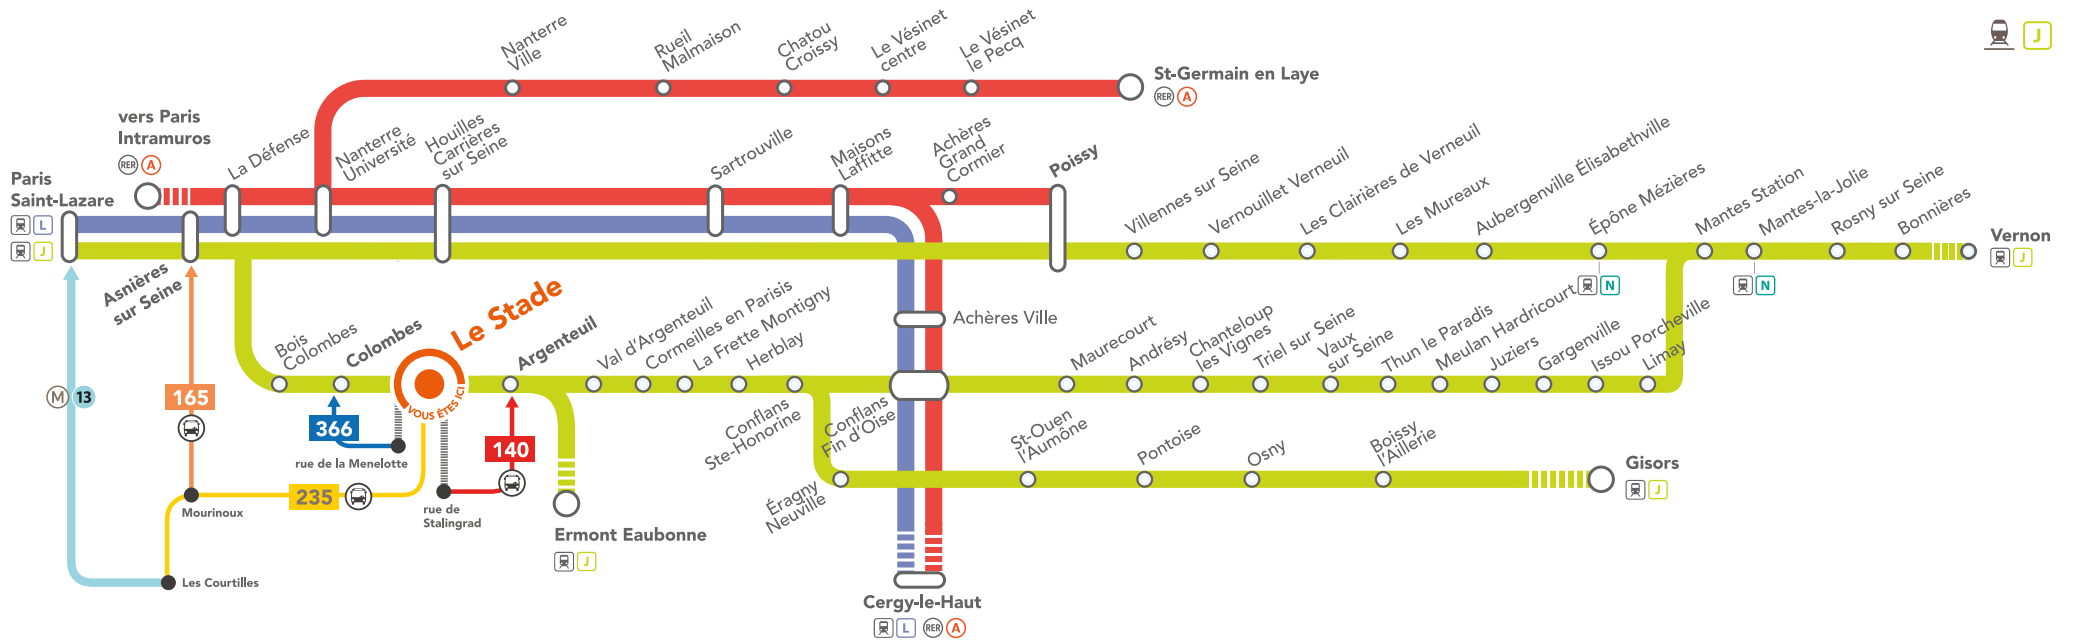 J
Nanterre
Ville
Rueil
Malmaison
Chatou
Croissy
Le Vésinet
centre
Le Vésinet
le Pecq
St-Germain en Laye
RER A
vers Paris
Intramuros
RER A
La Défense
Nanterre
Université
Houilles
Carrières
sur Seine
Sartrouville
Maisons
Laffitte
Achères
Grand
Cormier
Poissy
Paris
Saint-Lazare
L
J
Asnières
sur Seine
Villennes sur Seine
Vernouillet Verneuil
Les Clairières de Verneuil
Les Mureaux
Aubergenville Élisabethville
Épône Mézières
N
Mantes Station
Mantes-la-Jolie
N
Rosny sur Seine
Bonnières
Vernon
J
Achères Ville
Bois
Colombes
Colombes
Le Stade
VOUS ÊTES ICI
Argenteuil
Val d'Argenteuil
Cormeilles en Parisis
La Frette Montigny
Herblay
Conflans
Ste-Honorine
Conflans
Fin d'Oise
Maurecourt
Andrésy
Chanteloup
les Vignes
Triel sur Seine
Vaux
sur Seine
Thun le Paradis
Meulan Hardricourt
Juziers
Gargenville
Issou Porcheville
Limay
M 13
165
366
rue de la Menelotte
140
235
Mourinoux
rue de
Stalingrad
Les Courtilles
Ermont Eaubonne
J
Éragny
Neuville
St-Ouen
l'Aumône
Pontoise
Osny
Boissy
l'Aillerie
Gisors
J
Cergy-le-Haut
L RER A